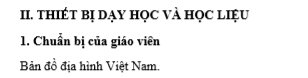 II. THIẾT BỊ DẠY HỌC VÀ HỌC LIỆU
1. Chuẩn bị của giáo viên
Bản đồ địa hình Việt Nam.